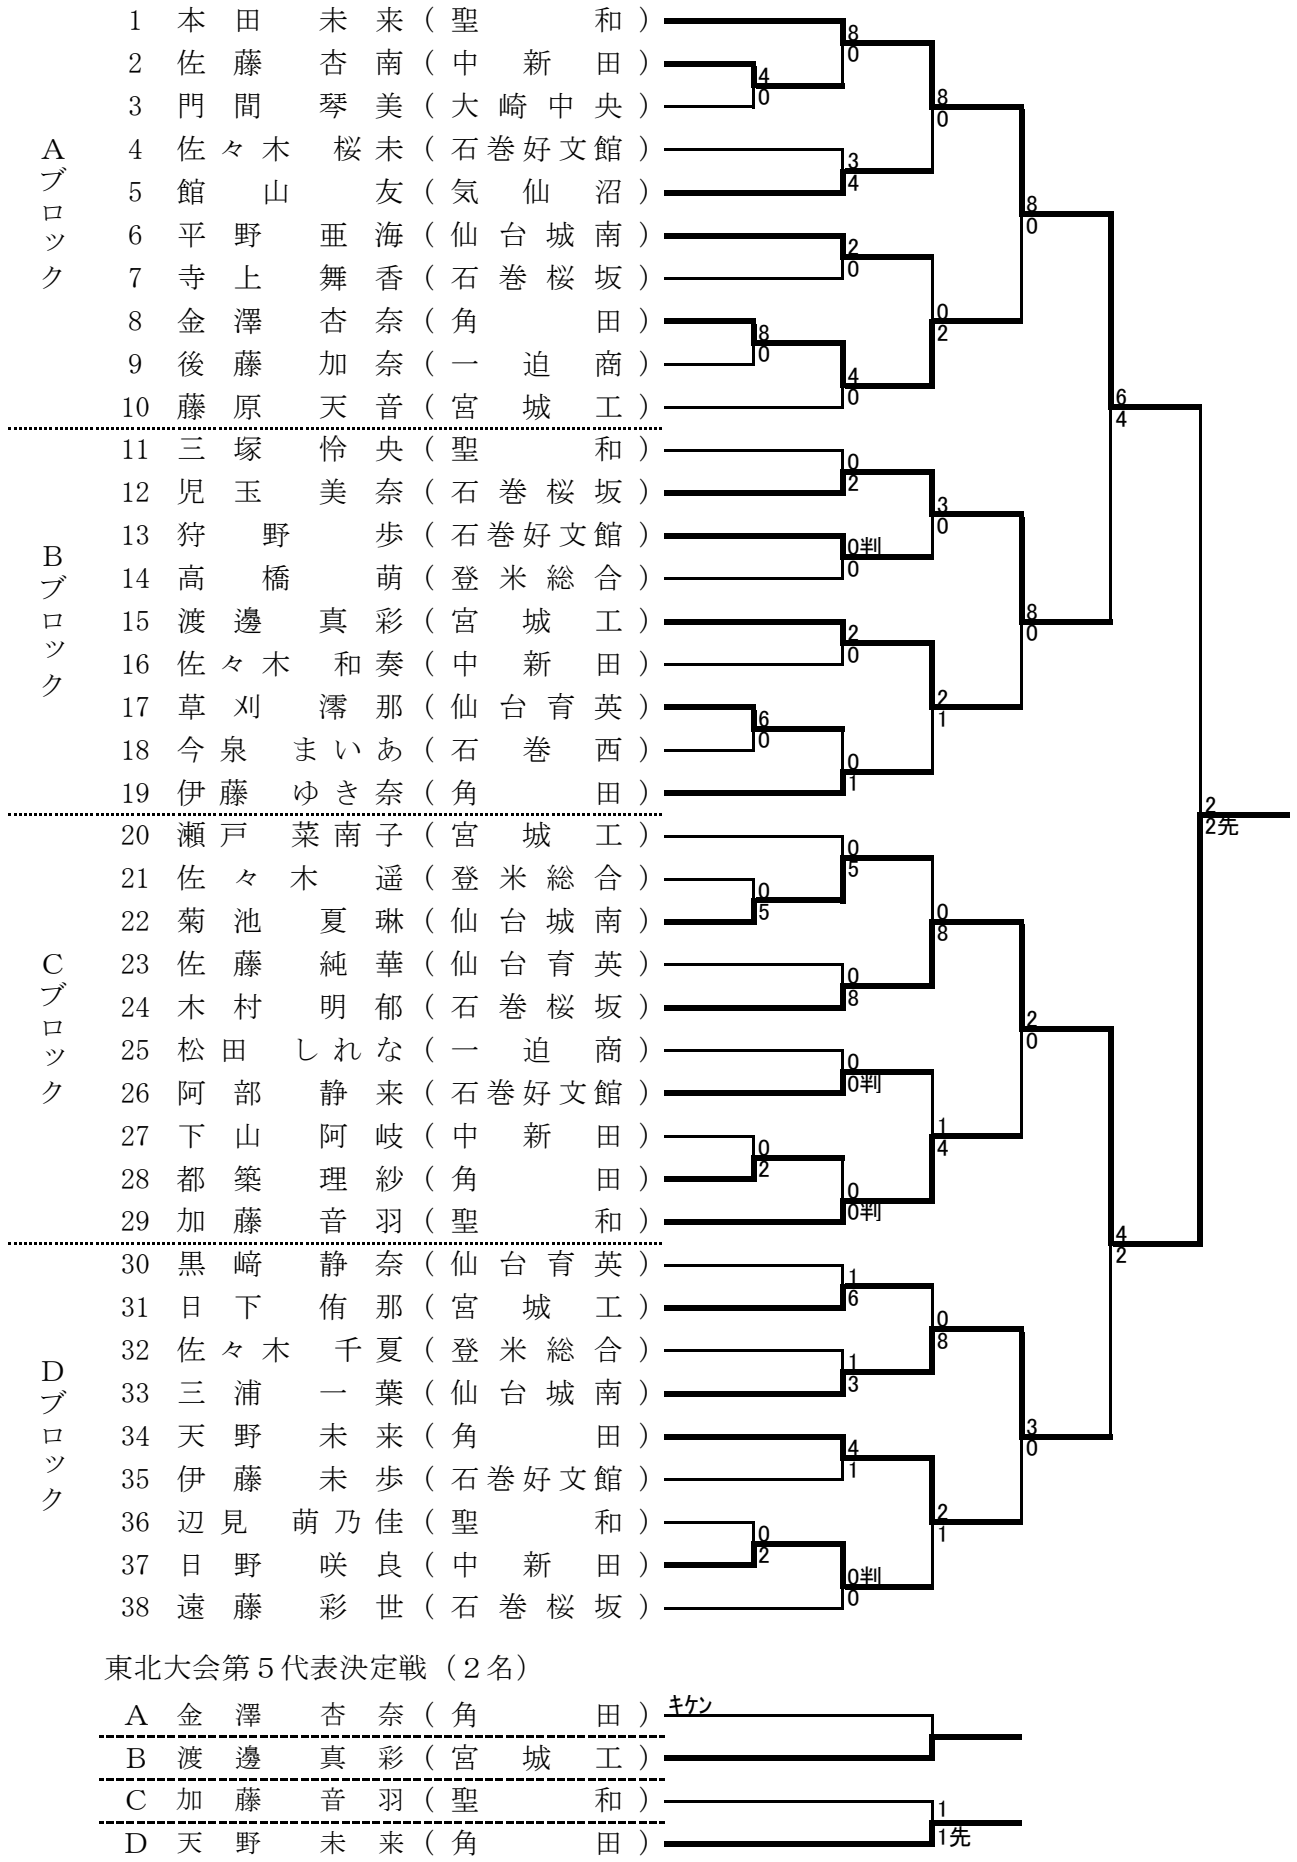 Aブロック
1 本田 未来（聖和） 8
2 佐藤 杏南（中新田） 4 0
3 門間 琴美（大崎中央） 0 8 0
4 佐々木 桜未（石巻好文館） 3
5 館山 友（気仙沼） 4 8 0
6 平野 亜海（仙台城南） 2
7 寺上 舞香（石巻桜坂） 0
8 金澤 杏奈（角田） 8 0 2
9 後藤 加奈（一迫商） 0 4
10 藤原 天音（宮城工） 0 6 4
Bブロック
11 三塚 怜央（聖和） 0
12 児玉 美奈（石巻桜坂） 2 3 0
13 狩野 歩（石巻好文館） 0判
14 高橋 萌（登米総合） 0
15 渡邊 真彩（宮城工） 2 8 0
16 佐々木 和奏（中新田） 0
17 草刈 澪那（仙台育英） 6 2 1
18 今泉 まいあ（石巻西） 0 0
19 伊藤 ゆき奈（角田） 1 2 2先
Cブロック
20 瀬戸 菜南子（宮城工） 0
21 佐々木 遥（登米総合） 0 5
22 菊池 夏琳（仙台城南） 5 0 8
23 佐藤 純華（仙台育英） 0
24 木村 明郁（石巻桜坂） 8 2 0
25 松田 しれな（一迫商） 0
26 阿部 静来（石巻好文館） 0判
27 下山 阿岐（中新田） 0 1 4
28 都築 理紗（角田） 2 0
29 加藤 音羽（聖和） 0判 4 2
Dブロック
30 黒﨑 静奈（仙台育英） 1
31 日下 侑那（宮城工） 6 0 8
32 佐々木 千夏（登米総合） 1
33 三浦 一葉（仙台城南） 3
34 天野 未来（角田） 4 3 0
35 伊藤 未歩（石巻好文館） 1
36 辺見 萌乃佳（聖和） 0 2 1
37 日野 咲良（中新田） 2 0判
38 遠藤 彩世（石巻桜坂） 0
東北大会第５代表決定戦（２名）
A 金澤 杏奈（角田） キケン
B 渡邊 真彩（宮城工）
C 加藤 音羽（聖和） 1
D 天野 未来（角田） 1先